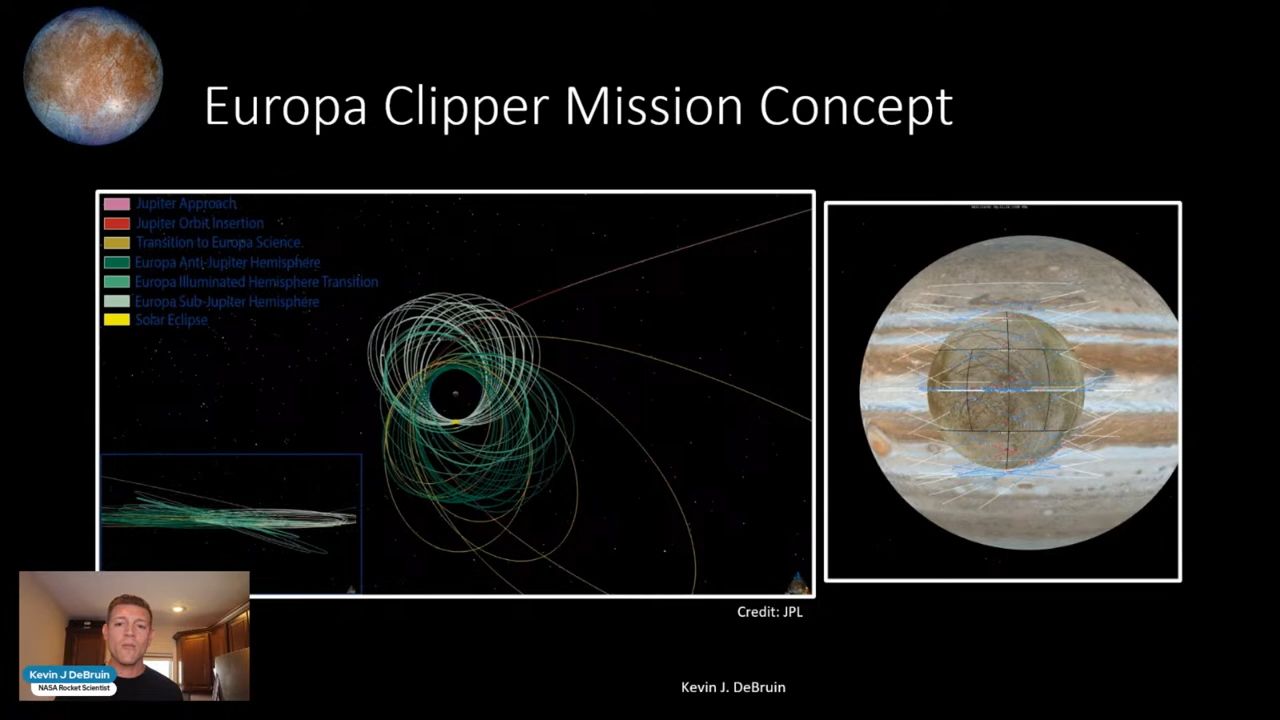 Europa Clipper Mission Concept
Jupiter Approach
Jupiter Orbit Insertion
Transition to Europa Science
Europa Anti-Jupiter Hemisphere
Europa Illuminated Hemisphere Transition
Europa Sub-Jupiter Hemisphere
Solar Eclipse
Credit: JPL
Kevin J DeBruin
NASA Rocket Scientist
Kevin J. DeBruin